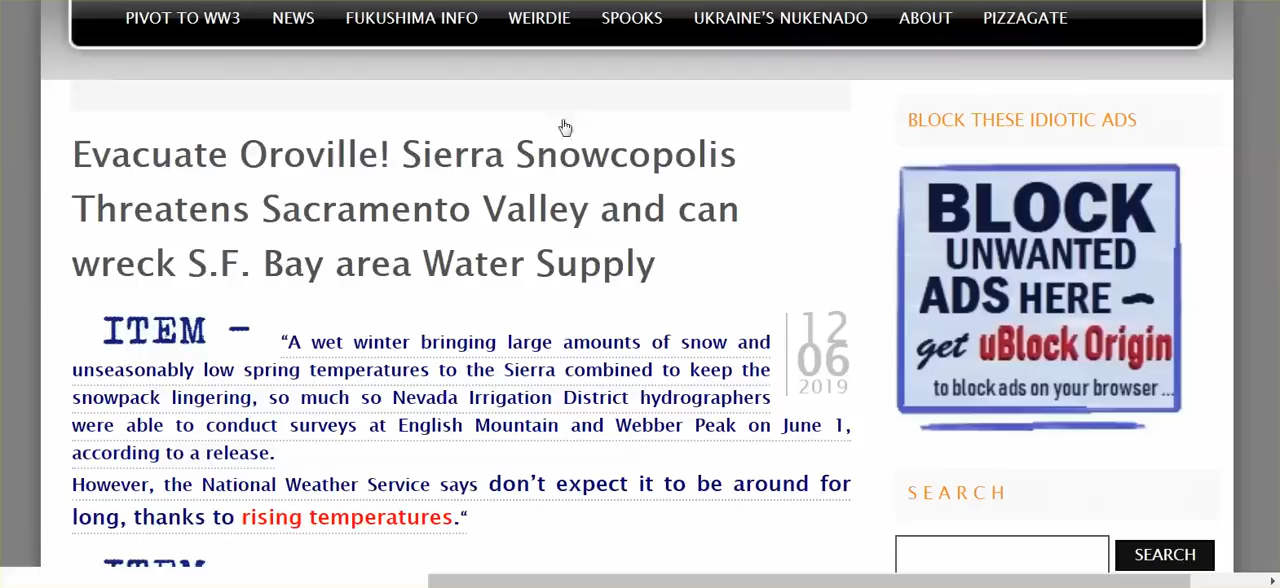 PIVOT TO WW3 NEWS FUKUSHIMA INFO WEIRDIE SPOOKS UKRAINE'S NUKENADO ABOUT PIZZAGATE
Evacuate Oroville! Sierra Snowcopolis
Threatens Sacramento Valley and can
wreck S.F. Bay area Water Supply
ITEM – “A wet winter bringing large amounts of snow and
unseasonably low spring temperatures to the Sierra combined to keep the
snowpack lingering, so much so Nevada Irrigation District hydrographers
were able to conduct surveys at English Mountain and Webber Peak on June 1,
according to a release.
However, the National Weather Service says don’t expect it to be around for
long, thanks to rising temperatures.“
12
06
2019
BLOCK THESE IDIOTIC ADS
BLOCK
UNWANTED
ADS HERE ~
get uBlock Origin
to block ads on your browser ...
SEARCH
SEARCH